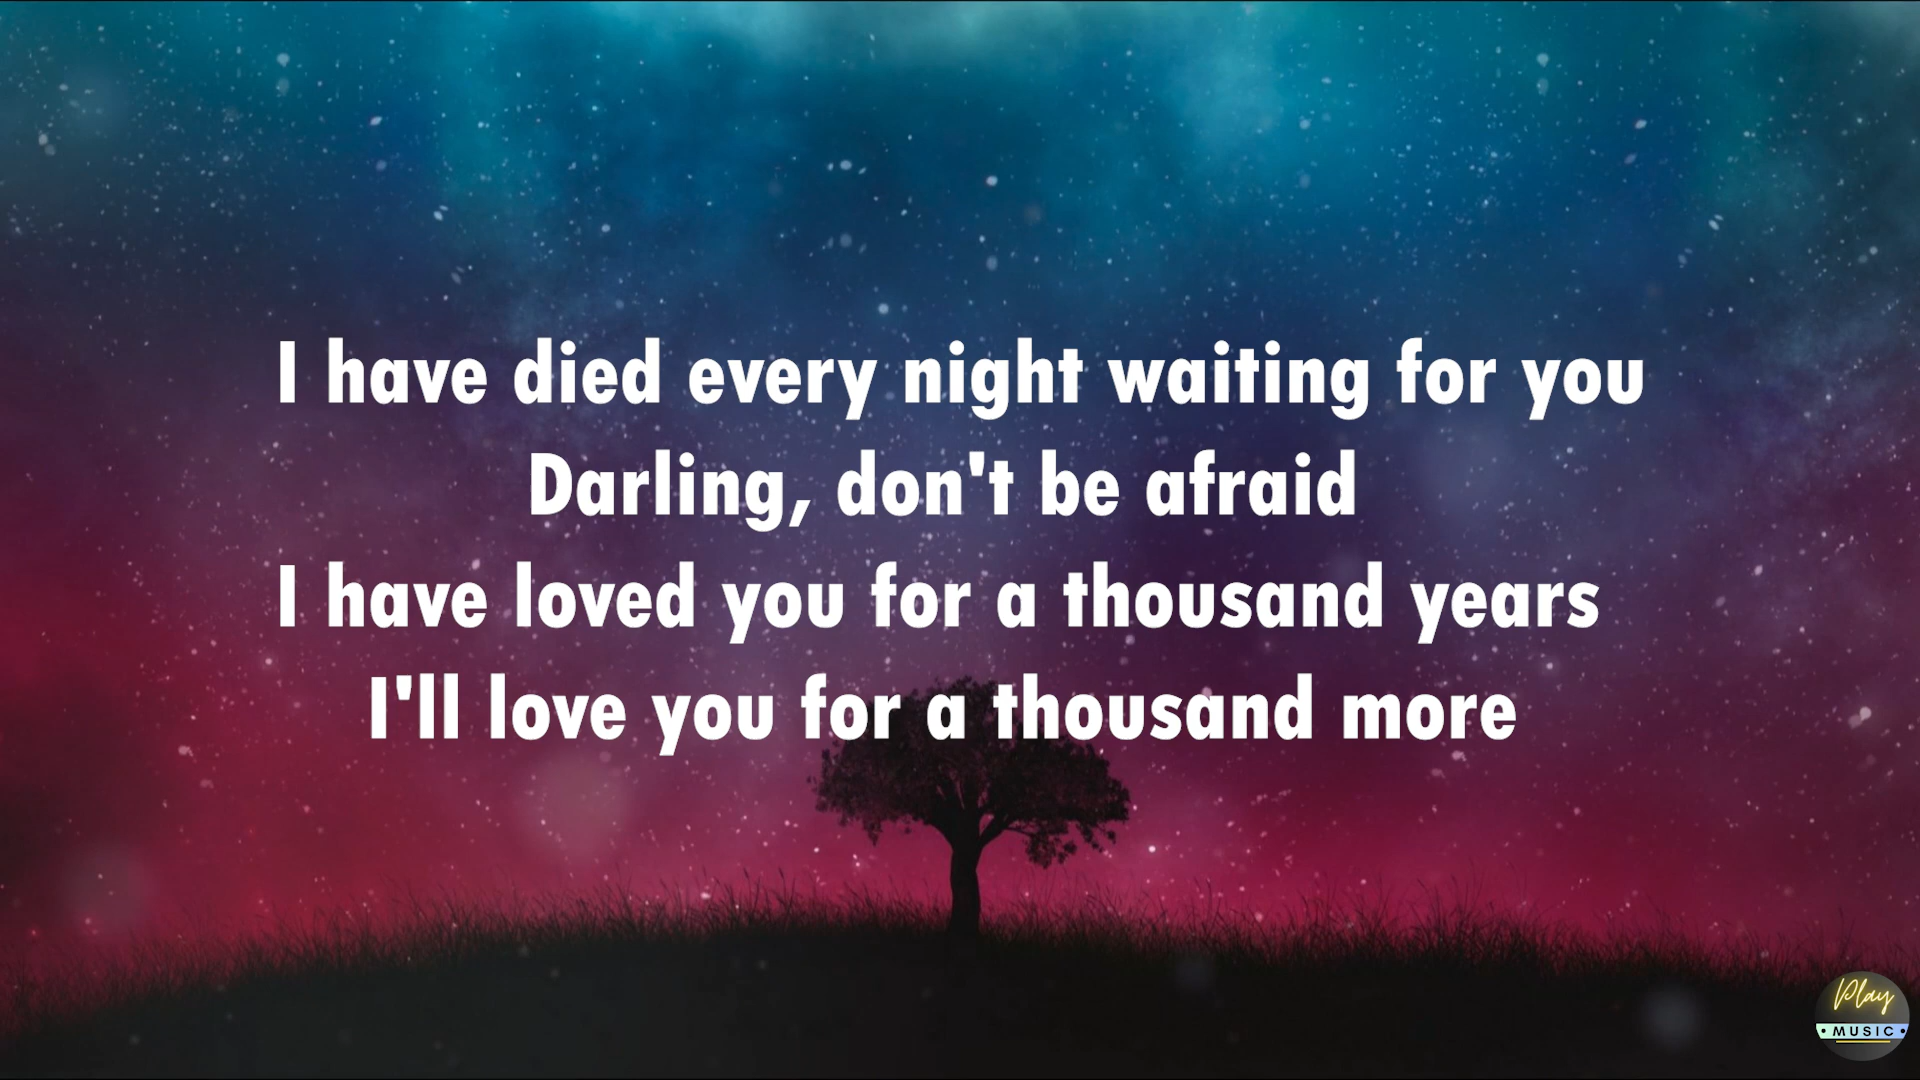 I have died every night waiting for you
Darling, don't be afraid
I have loved you for a thousand years
I'll love you for a thousand more
Play
• MUSIC •